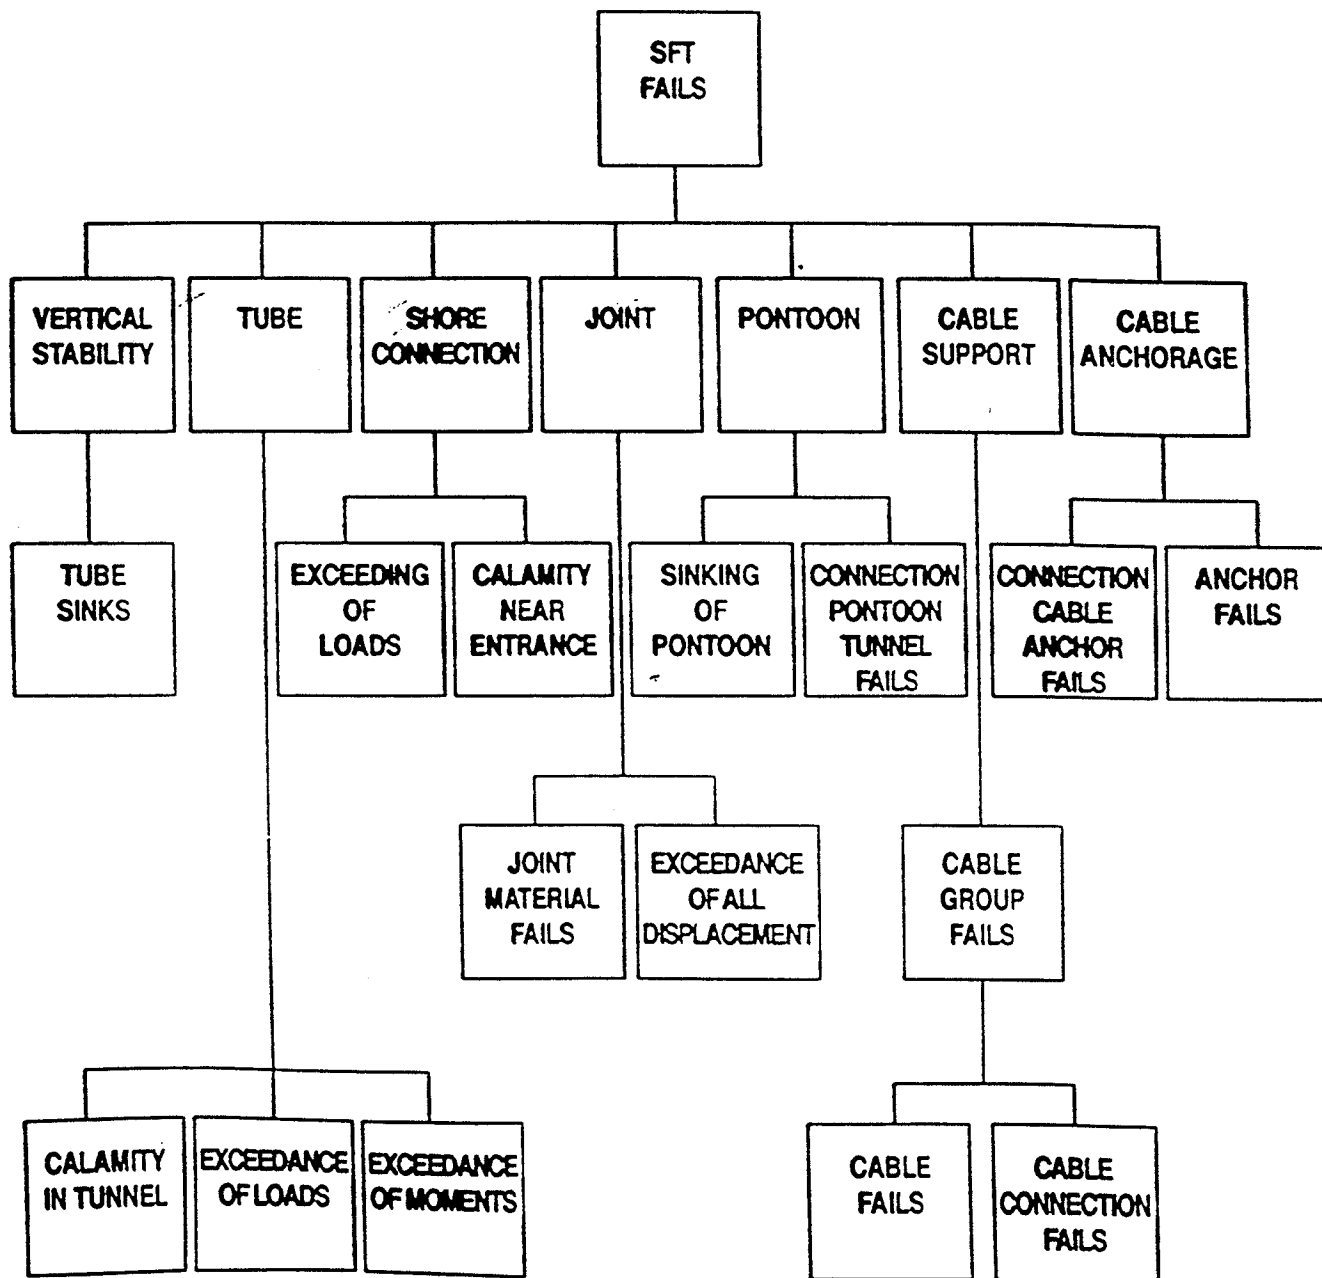 SFT
FAILS
VERTICAL
STABILITY
TUBE
SHORE
CONNECTION
JOINT
PONTOON
CABLE
SUPPORT
CABLE
ANCHORAGE
TUBE
SINKS
EXCEEDING
OF
LOADS
CALAMITY
NEAR
ENTRANCE
SINKING
OF
PONTOON
CONNECTION
PONTOON
TUNNEL
FAILS
CONNECTION
CABLE
ANCHOR
FAILS
ANCHOR
FAILS
JOINT
MATERIAL
FAILS
EXCEEDANCE
OF ALL
DISPLACEMENT
CABLE
GROUP
FAILS
CALAMITY
IN TUNNEL
EXCEEDANCE
OF LOADS
EXCEEDANCE
OF MOMENTS
CABLE
FAILS
CABLE
CONNECTION
FAILS